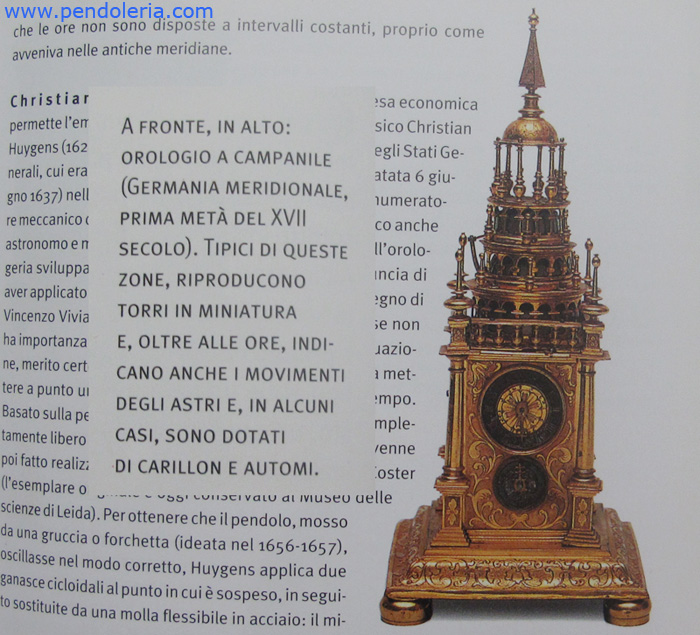 www.pendoleria.com
che le ore non sono disposte a intervalli costanti, proprio come
avveniva nelle antiche meridiane.
Christian
esa economica
permette l'em
sico Christian
Huygens (162
egli Stati Ge-
nerali, cui era
atata 6 giu-
gno 1637) nell
numerato-
re meccanico
co anche
astronomo e m
ll'orolo-
geria sviluppa
uncia di
aver applicato
egno di
Vincenzo Vivia
se non
ha importanza
uazio-
ne, merito cert
a met-
tere a punto un
empo.
Basato sulla pe
mple-
tamente libero
venne
poi fatto realizz
Coster
(l'esemplare o
oggi conservato al Museo delle
scienze di Leida). Per ottenere che il pendolo, mosso
da una gruccia o forchetta (ideata nel 1656-1657),
oscillasse nel modo corretto, Huygens applica due
ganasce cicloidali al punto in cui è sospeso, in segui-
to sostituite da una molla flessibile in acciaio: il mi-
A FRONTE, IN ALTO:
OROLOGIO A CAMPANILE
(GERMANIA MERIDIONALE,
PRIMA METÀ DEL XVII
SECOLO). TIPICI DI QUESTE
ZONE, RIPRODUCONO
TORRI IN MINIATURA
E, OLTRE ALLE ORE, INDI-
CANO ANCHE I MOVIMENTI
DEGLI ASTRI E, IN ALCUNI
CASI, SONO DOTATI
DI CARILLON E AUTOMI.